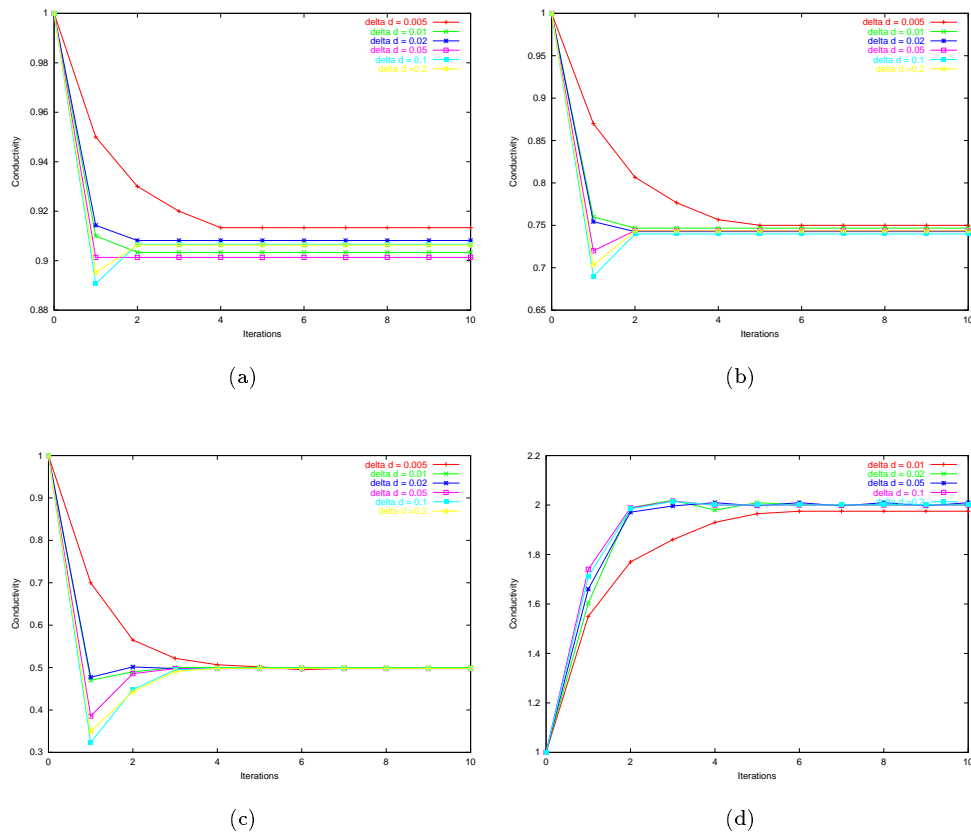 1
0.98
0.96
0.94
0.92
0.9
0.88
Conductivity
0 2 4 6 8 10
Iterations
delta d = 0.005
delta d = 0.01
delta d = 0.02
delta d = 0.05
delta d = 0.1
delta d = 0.2
(a)
1
0.95
0.9
0.85
0.8
0.75
0.7
0.65
Conductivity
0 2 4 6 8 10
Iterations
delta d = 0.005
delta d = 0.01
delta d = 0.02
delta d = 0.05
delta d = 0.1
delta d = 0.2
(b)
1
0.9
0.8
0.7
0.6
0.5
0.4
0.3
Conductivity
0 2 4 6 8 10
Iterations
delta d = 0.005
delta d = 0.01
delta d = 0.02
delta d = 0.05
delta d = 0.1
delta d = 0.2
(c)
2.2
2
1.8
1.6
1.4
1.2
1
Conductivity
0 2 4 6 8 10
Iterations
delta d = 0.01
delta d = 0.02
delta d = 0.05
delta d = 0.1
delta d = 0.2
(d)